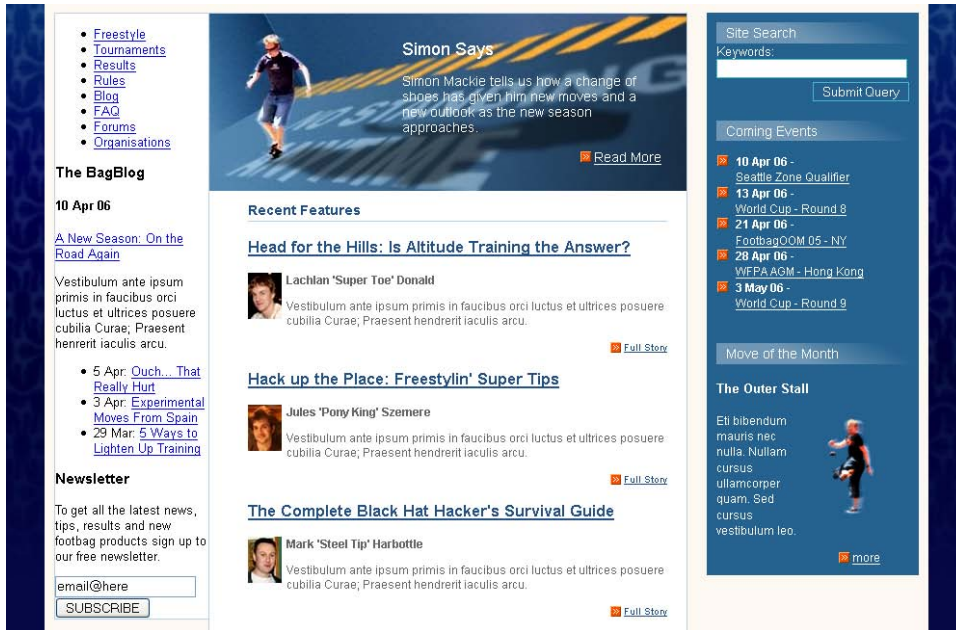 Freestyle
Tournaments
Results
Rules
Blog
FAQ
Forums
Organisations
The BagBlog
10 Apr 06
A New Season: On the
Road Again
Vestibulum ante ipsum
primis in faucibus orci
luctus et ultrices posuere
cubilia Curae; Praesent
henrerit iaculis arcu.
5 Apr: Ouch... That
Really Hurt
3 Apr: Experimental
Moves From Spain
29 Mar: 5 Ways to
Lighten Up Training
Newsletter
To get all the latest news,
tips, results and new
footbag products sign up to
our free newsletter.
email@here
SUBSCRIBE
Simon Says
Simon Mackie tells us how a change of
shoes has given him new moves and a
new outlook as the new season
approaches.
Read More
Recent Features
Head for the Hills: Is Altitude Training the Answer?
Lachlan 'Super Toe' Donald
Vestibulum ante ipsum primis in faucibus orci luctus et ultrices posuere
cubilia Curae; Praesent hendrerit iaculis arcu.
Full Story
Hack up the Place: Freestylin' Super Tips
Jules 'Pony King' Szemere
Vestibulum ante ipsum primis in faucibus orci luctus et ultrices posuere
cubilia Curae; Praesent hendrerit iaculis arcu.
Full Story
The Complete Black Hat Hacker's Survival Guide
Mark 'Steel Tip' Harbottle
Vestibulum ante ipsum primis in faucibus orci luctus et ultrices posuere
cubilia Curae; Praesent hendrerit iaculis arcu.
Full Story
Site Search
Keywords:
Submit Query
Coming Events
10 Apr 06 -
Seattle Zone Qualifier
13 Apr 06 -
World Cup - Round 8
21 Apr 06 -
FootbagOOM 05 - NY
28 Apr 06 -
WFPA AGM - Hong Kong
3 May 06 -
World Cup - Round 9
Move of the Month
The Outer Stall
Eti bibendum
mauris nec
nulla. Nullam
cursus
ullamcorper
quam. Sed
cursus
vestibulum leo.
more